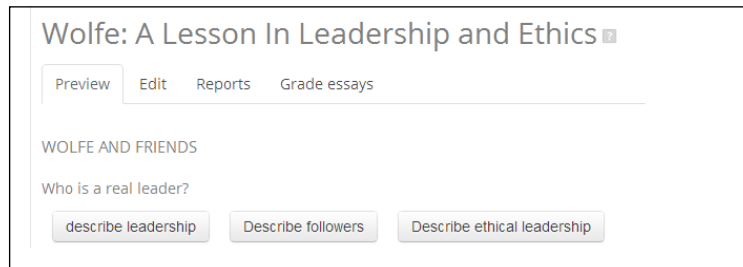 Wolfe: A Lesson In Leadership and Ethics ?
Preview Edit Reports Grade essays
WOLFE AND FRIENDS
Who is a real leader?
describe leadership Describe followers Describe ethical leadership